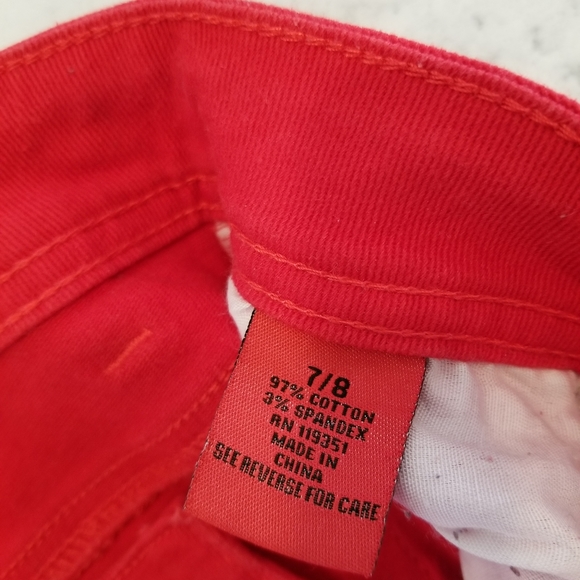 7/8
97% COTTON
3% SPANDEX
RN 119351
MADE IN
CHINA
SEE REVERSE FOR CARE